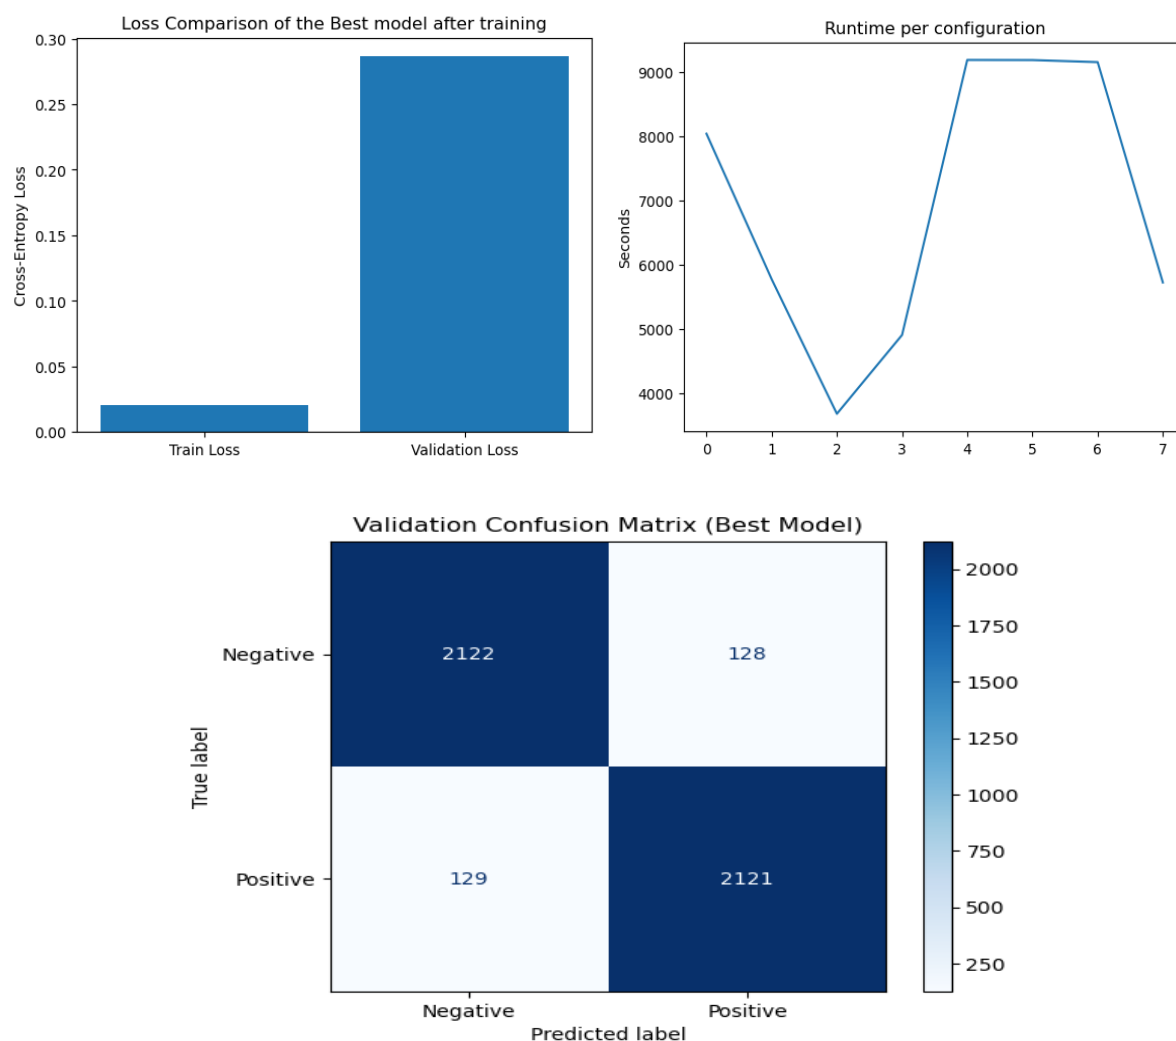 Loss Comparison of the Best model after training
0.30
0.25
0.20
0.15
0.10
0.05
0.00
Cross-Entropy Loss
Train Loss
Validation Loss
Runtime per configuration
9000
8000
7000
6000
5000
4000
Seconds
0 1 2 3 4 5 6 7
Validation Confusion Matrix (Best Model)
True label
Negative
2122 128
Positive
129 2121
Negative Positive
Predicted label
2000
1750
1500
1250
1000
750
500
250